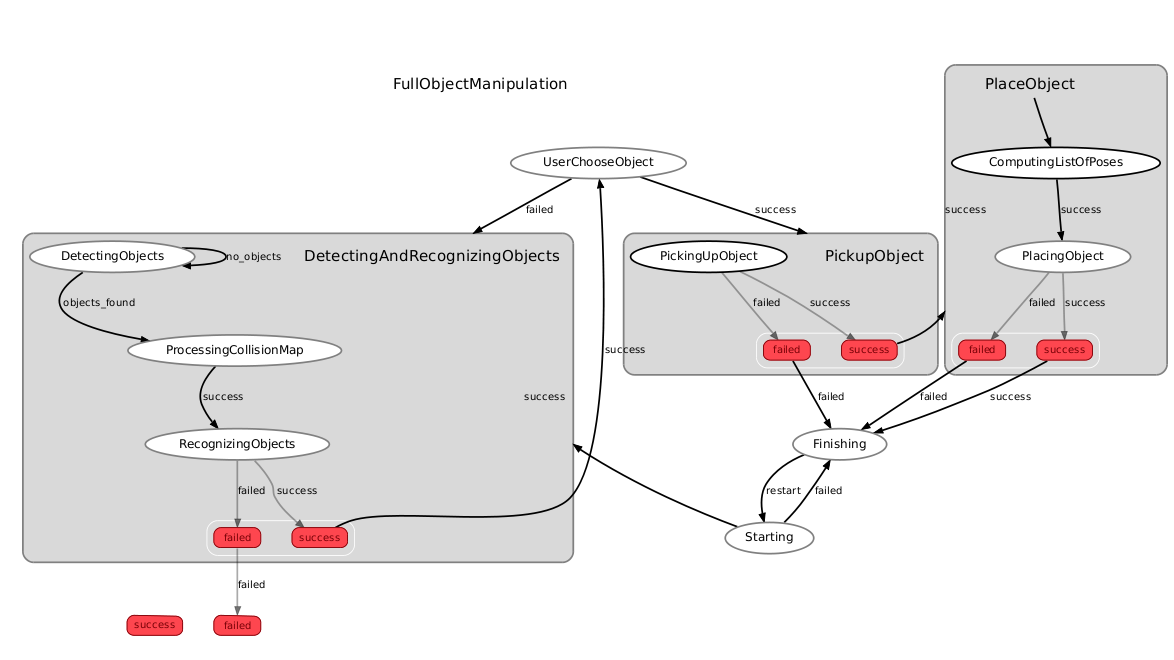 FullObjectManipulation
PlaceObject
UserChooseObject
ComputingListOfPoses
failed
success
success
success
DetectingObjects
no_objects
DetectingAndRecognizingObjects
PickingUpObject
PickupObject
PlacingObject
objects_found
failed
success
failed
success
ProcessingCollisionMap
success
failed
success
failed
success
success
success
failed
failed
success
RecognizingObjects
Finishing
failed
success
restart
failed
failed
success
Starting
failed
success
failed